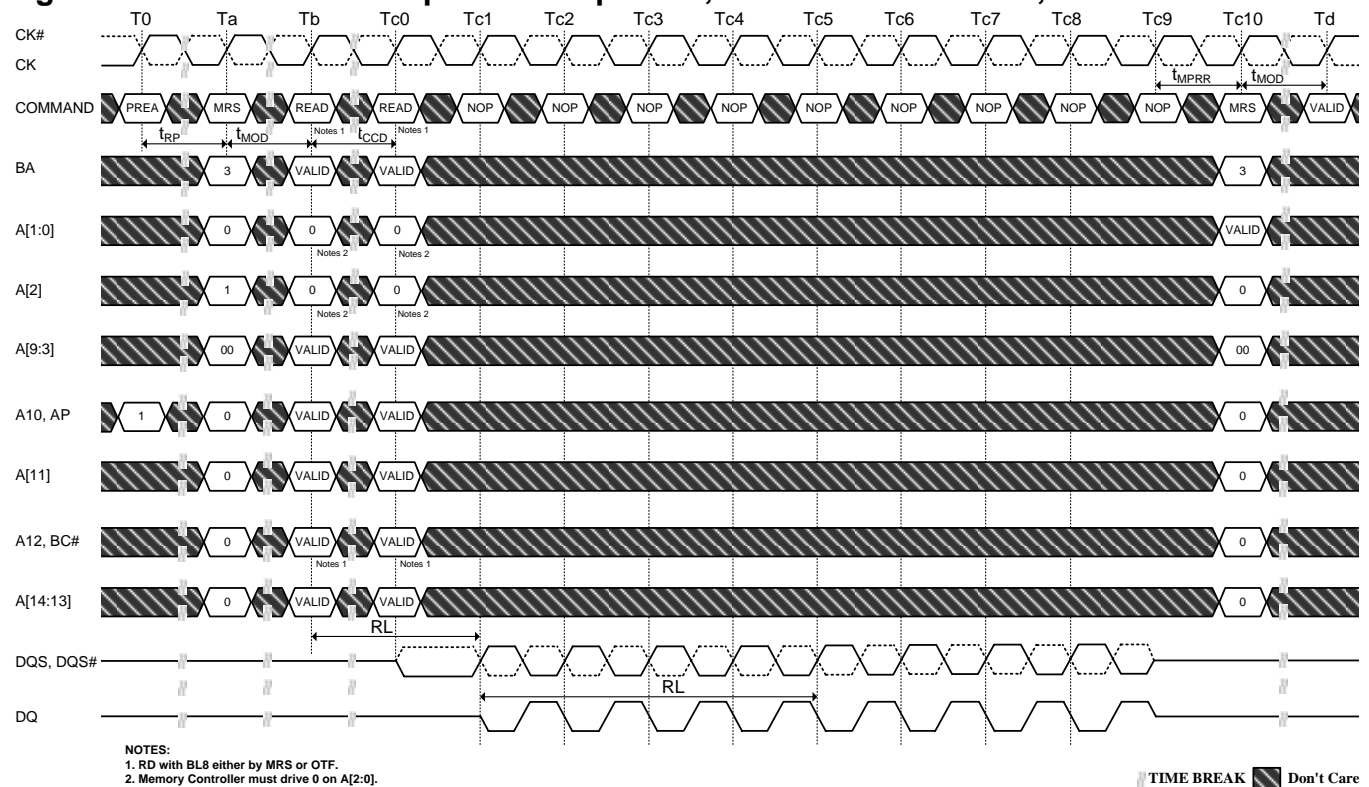 T0 Ta Tb Tc0 Tc1 Tc2 Tc3 Tc4 Tc5 Tc6 Tc7 Tc8 Tc9 Tc10 Td
CK#
CK
tMPRR tMOD
COMMAND PREA MRS READ READ NOP NOP NOP NOP NOP NOP NOP NOP NOP MRS VALID
Notes 1 Notes 1
tRP tMOD tCCD
BA 3 VALID VALID 3
A[1:0] 0 0 0 VALID
Notes 2 Notes 2
A[2] 1 0 0 0
Notes 2 Notes 2
A[9:3] 00 VALID VALID 00
A10, AP 1 0 VALID VALID 0
A[11] 0 VALID VALID 0
A12, BC# 0 VALID VALID 0
Notes 1 Notes 1
A[14:13] 0 VALID VALID 0
RL
DQS, DQS#
RL
DQ
NOTES:
1. RD with BL8 either by MRS or OTF.
2. Memory Controller must drive 0 on A[2:0].
TIME BREAK Don't Care